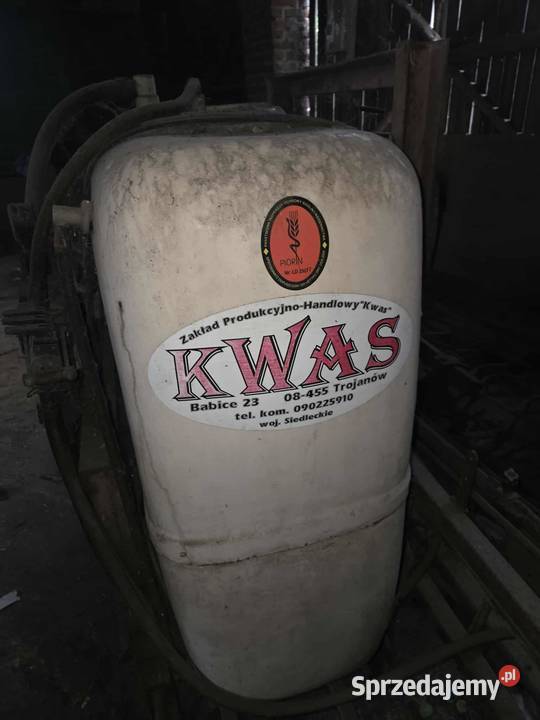 PIORIN
Zakład Produkcyjno-Handlowy "Kwas"
KWAS
Babice 23 08-455 Trojanów
tel. kom. 090225910
woj. Siedleckie
Sprzedajemy.pl